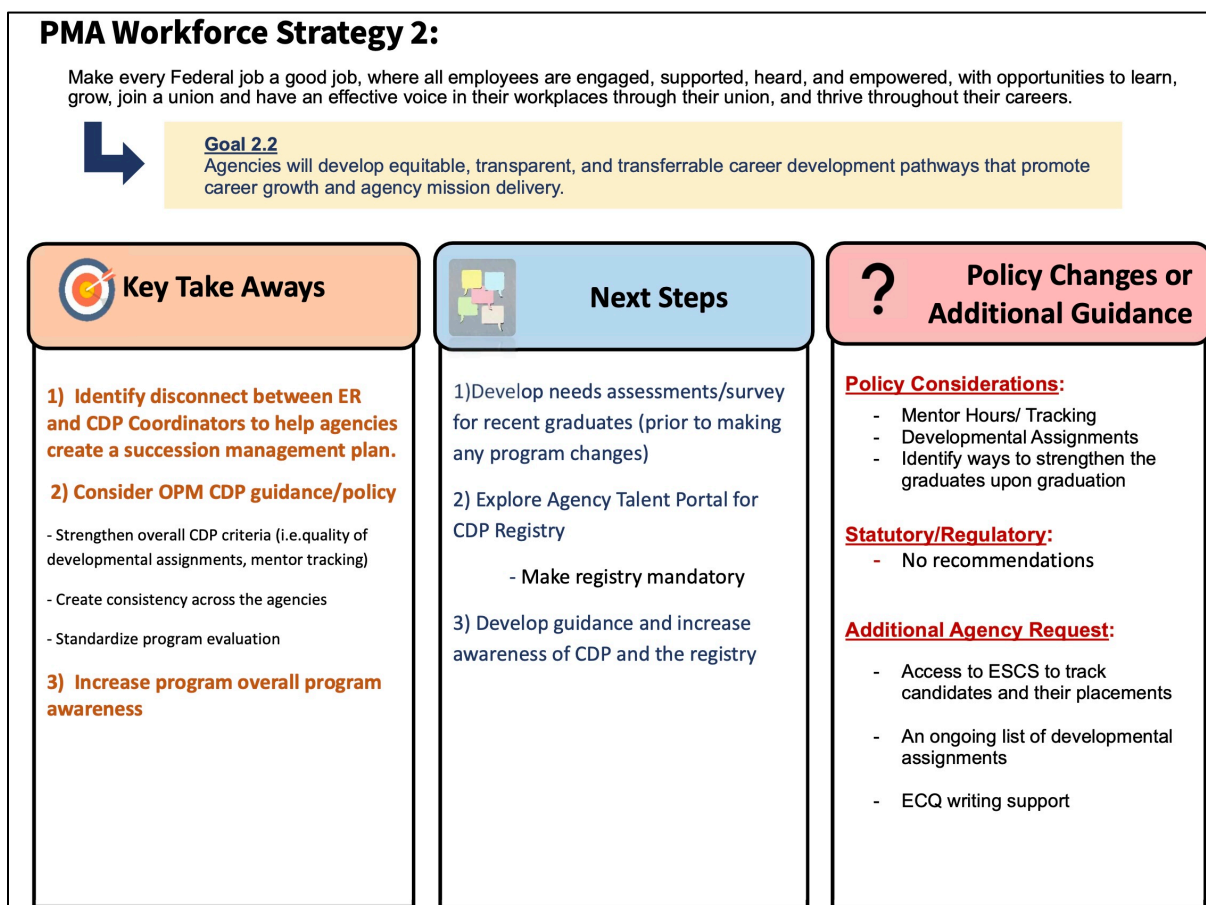 PMA Workforce Strategy 2:
Make every Federal job a good job, where all employees are engaged, supported, heard, and empowered, with opportunities to learn,
grow, join a union and have an effective voice in their workplaces through their union, and thrive throughout their careers.
Goal 2.2
Agencies will develop equitable, transparent, and transferrable career development pathways that promote
career growth and agency mission delivery.
Key Take Aways
1) Identify disconnect between ER
and CDP Coordinators to help agencies
create a succession management plan.
2) Consider OPM CDP guidance/policy
- Strengthen overall CDP criteria (i.e.quality of
developmental assignments, mentor tracking)
- Create consistency across the agencies
- Standardize program evaluation
3) Increase program overall program
awareness
Next Steps
1)Develop needs assessments/survey
for recent graduates (prior to making
any program changes)
2) Explore Agency Talent Portal for
CDP Registry
- Make registry mandatory
3) Develop guidance and increase
awareness of CDP and the registry
?
Policy Changes or
Additional Guidance
Policy Considerations:
- Mentor Hours/ Tracking
- Developmental Assignments
- Identify ways to strengthen the
graduates upon graduation
Statutory/Regulatory:
- No recommendations
Additional Agency Request:
- Access to ESCS to track
candidates and their placements
- An ongoing list of developmental
assignments
- ECQ writing support